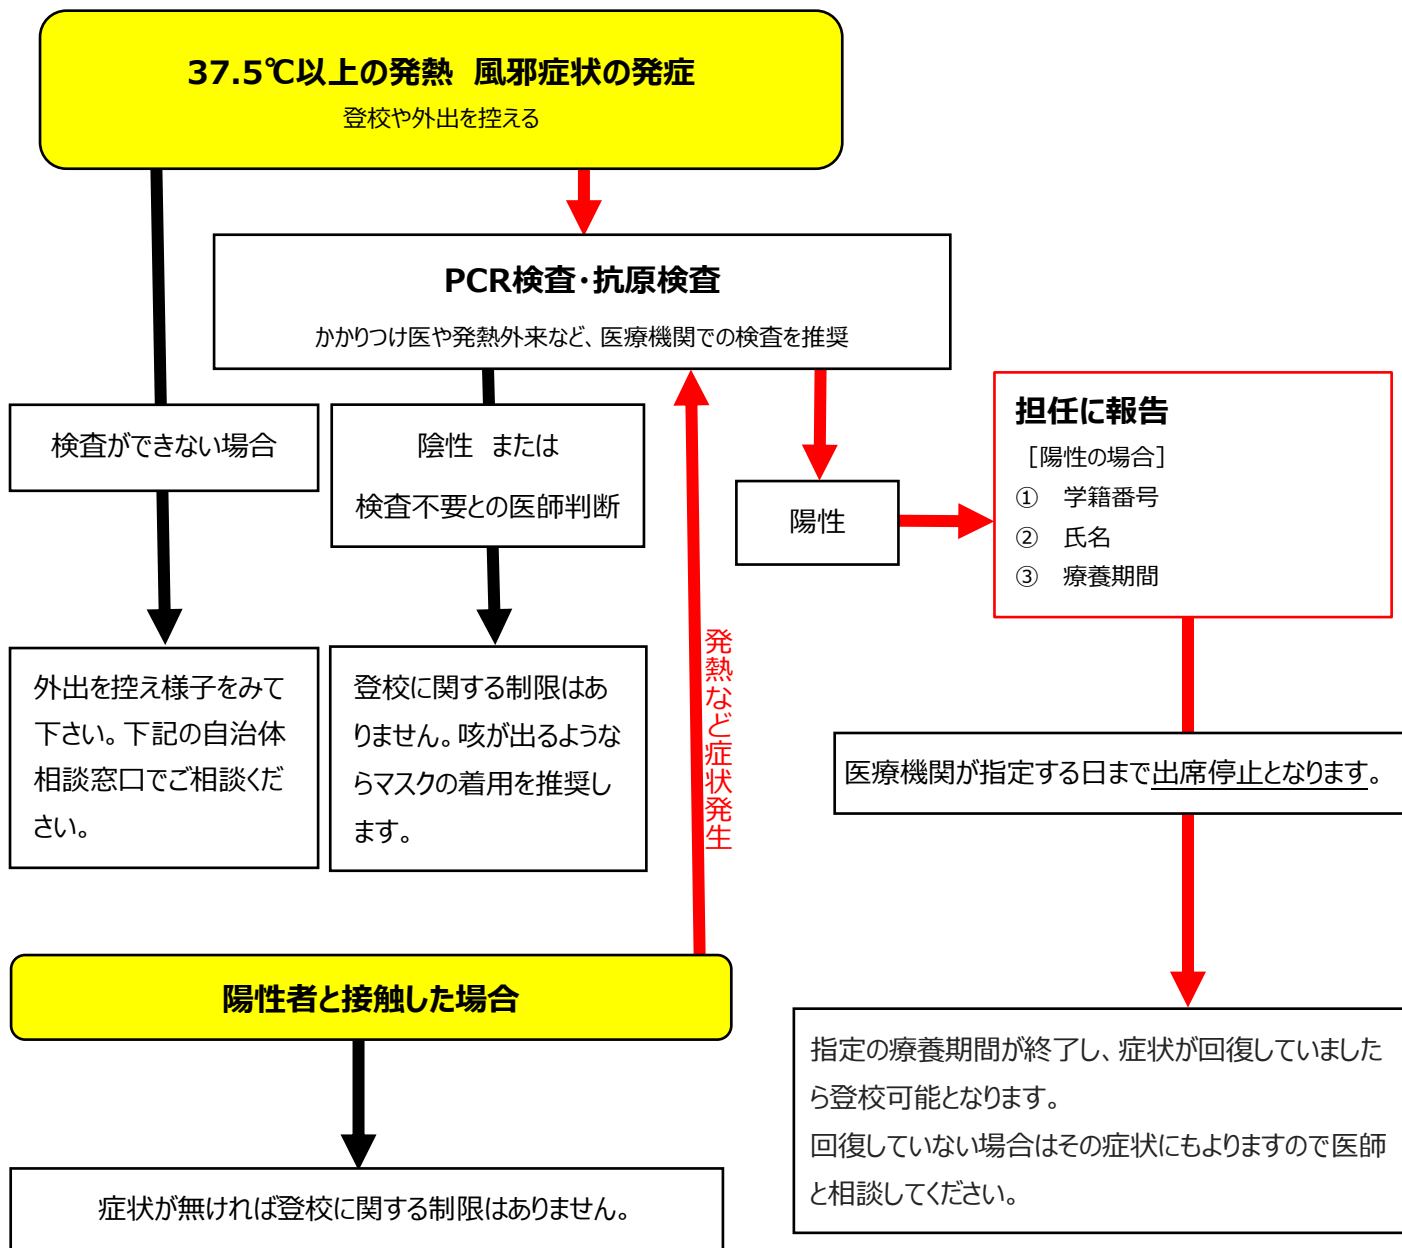 37.5℃以上の発熱　風邪症状の発症
登校や外出を控える
PCR検査・抗原検査
かかりつけ医や発熱外来など、医療機関での検査を推奨
検査ができない場合
陰性　または
検査不要との医師判断
陽性
担任に報告
［陽性の場合］
①　学籍番号
②　氏名
③　療養期間
外出を控え様子をみて
下さい。下記の自治体
相談窓口でご相談くだ
さい。
登校に関する制限はあ
りません。咳が出るような
らマスクの着用を推奨し
ます。
発熱など症状発生
医療機関が指定する日まで出席停止となります。
陽性者と接触した場合
症状が無ければ登校に関する制限はありません。
指定の療養期間が終了し、症状が回復していました
ら登校可能となります。
回復していない場合はその症状にもよりますので医師
と相談してください。